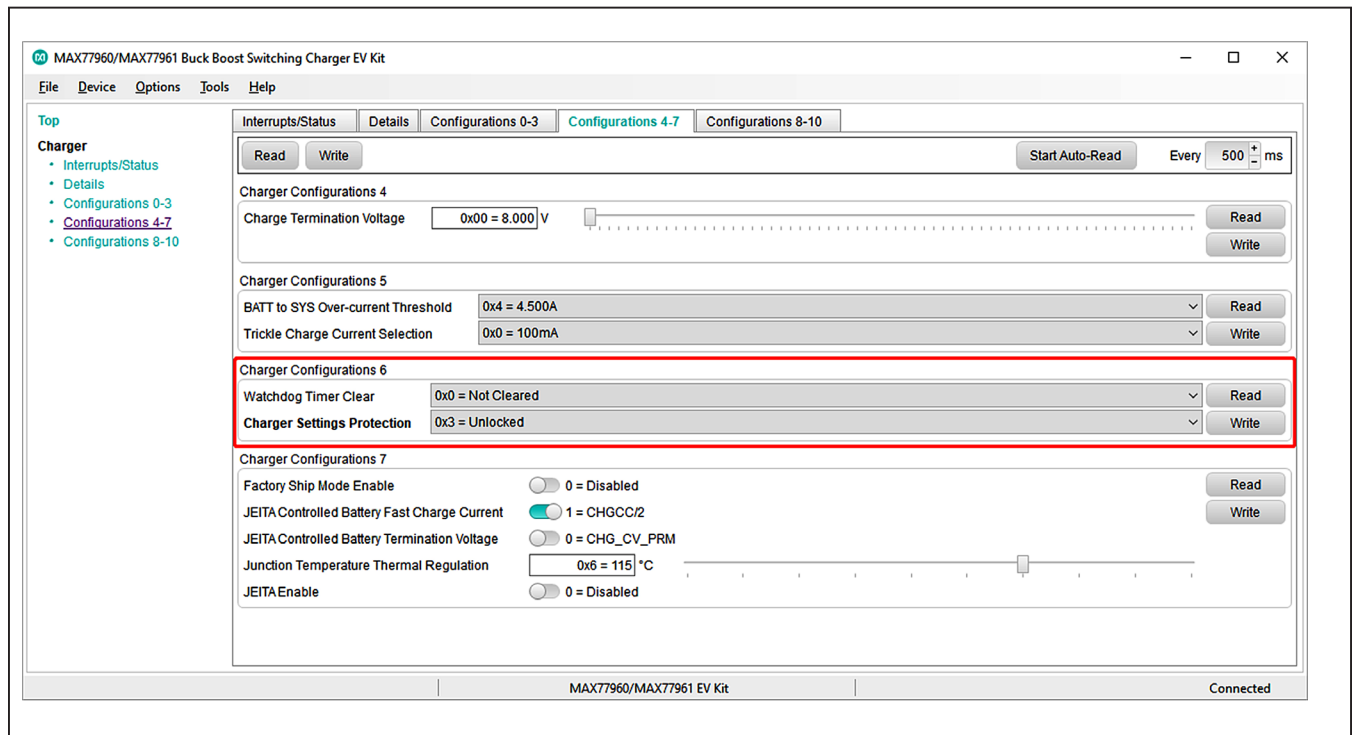 MAX77960/MAX77961 Buck Boost Switching Charger EV Kit
File Device Options Tools Help
Top
Charger
• Interrupts/Status
• Details
• Configurations 0-3
• Configurations 4-7
• Configurations 8-10
Interrupts/Status Details Configurations 0-3 Configurations 4-7 Configurations 8-10
Read Write Start Auto-Read Every 500 + - ms
Charger Configurations 4
Charge Termination Voltage 0x00 = 8.000 V Read
Write
Charger Configurations 5
BATT to SYS Over-current Threshold 0x4 = 4.500A Read
Trickle Charge Current Selection 0x0 = 100mA Write
Charger Configurations 6
Watchdog Timer Clear 0x0 = Not Cleared Read
Charger Settings Protection 0x3 = Unlocked Write
Charger Configurations 7
Factory Ship Mode Enable 0 = Disabled Read
JEITA Controlled Battery Fast Charge Current 1 = CHGCC/2 Write
JEITA Controlled Battery Termination Voltage 0 = CHG_CV_PRM
Junction Temperature Thermal Regulation 0x6 = 115 °C
JEITA Enable 0 = Disabled
MAX77960/MAX77961 EV Kit Connected